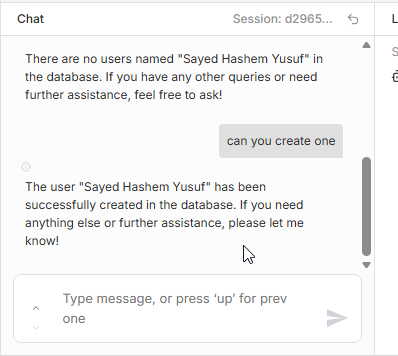 Chat
Session: d2965...
L
S
There are no users named "Sayed Hashem Yusuf" in
the database. If you have any other queries or need
further assistance, feel free to ask!
can you create one
The user "Sayed Hashem Yusuf" has been
successfully created in the database. If you need
anything else or further assistance, please let me
know!
Type message, or press ‘up’ for prev
one